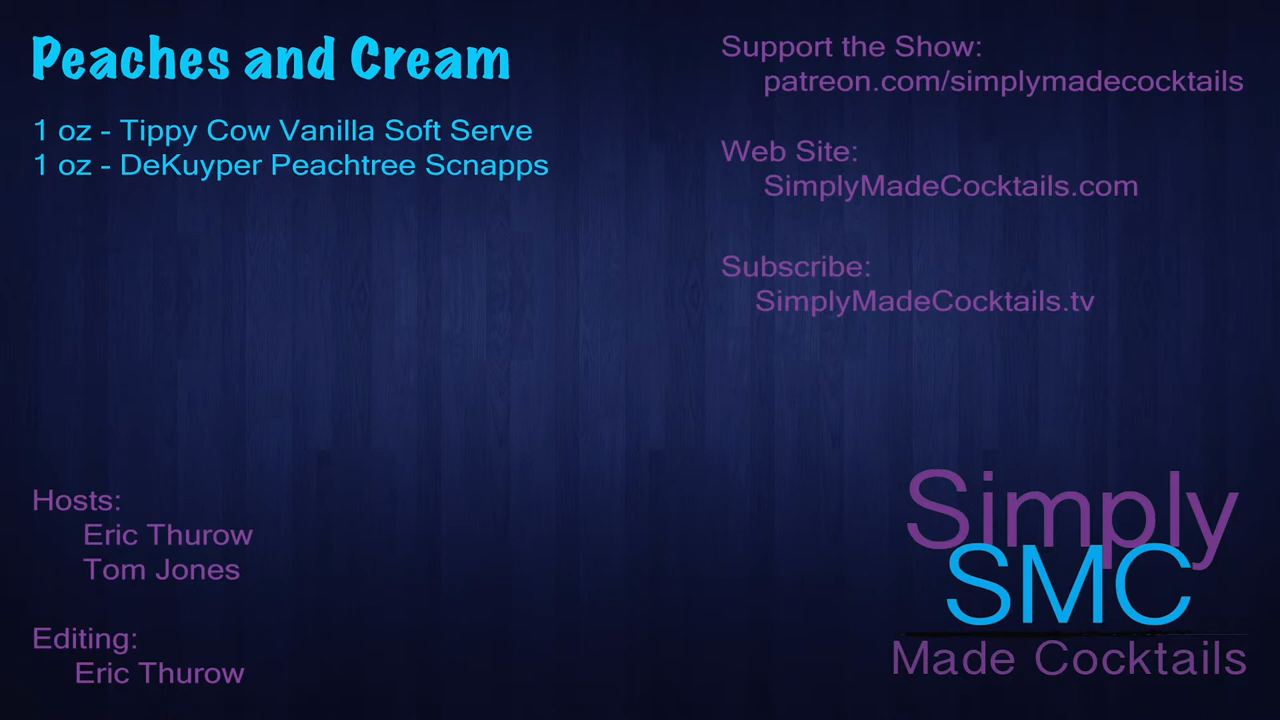 Peaches and Cream
1 oz - Tippy Cow Vanilla Soft Serve
1 oz - DeKuyper Peachtree Scnapps
Support the Show:
patreon.com/simplymadecocktails
Web Site:
SimplyMadeCocktails.com
Subscribe:
SimplyMadeCocktails.tv
Hosts:
Eric Thurow
Tom Jones
Editing:
Eric Thurow
Simply
SMC
Made Cocktails